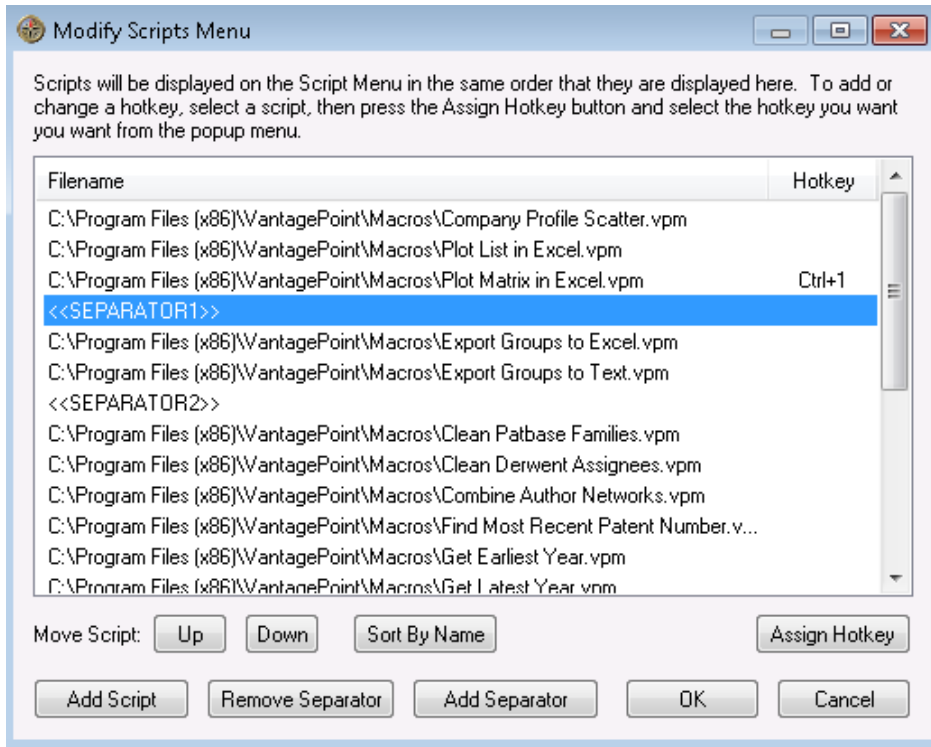 Modify Scripts Menu
Scripts will be displayed on the Script Menu in the same order that they are displayed here. To add or
change a hotkey, select a script, then press the Assign Hotkey button and select the hotkey you want
you want from the popup menu.
Filename Hotkey
C:\Program Files (x86)\VantagePoint\Macros\Company Profile Scatter.vpm
C:\Program Files (x86)\VantagePoint\Macros\Plot List in Excel.vpm
C:\Program Files (x86)\VantagePoint\Macros\Plot Matrix in Excel.vpm Ctrl+1
<<SEPARATOR1>>
C:\Program Files (x86)\VantagePoint\Macros\Export Groups to Excel.vpm
C:\Program Files (x86)\VantagePoint\Macros\Export Groups to Text.vpm
<<SEPARATOR2>>
C:\Program Files (x86)\VantagePoint\Macros\Clean Patbase Families.vpm
C:\Program Files (x86)\VantagePoint\Macros\Clean Derwent Assignees.vpm
C:\Program Files (x86)\VantagePoint\Macros\Combine Author Networks.vpm
C:\Program Files (x86)\VantagePoint\Macros\Find Most Recent Patent Number.v...
C:\Program Files (x86)\VantagePoint\Macros\Get Earliest Year.vpm
C:\Program Files (x86)\VantagePoint\Macros\Get Latest Year.vpm
Move Script: Up Down Sort By Name Assign Hotkey
Add Script Remove Separator Add Separator OK Cancel